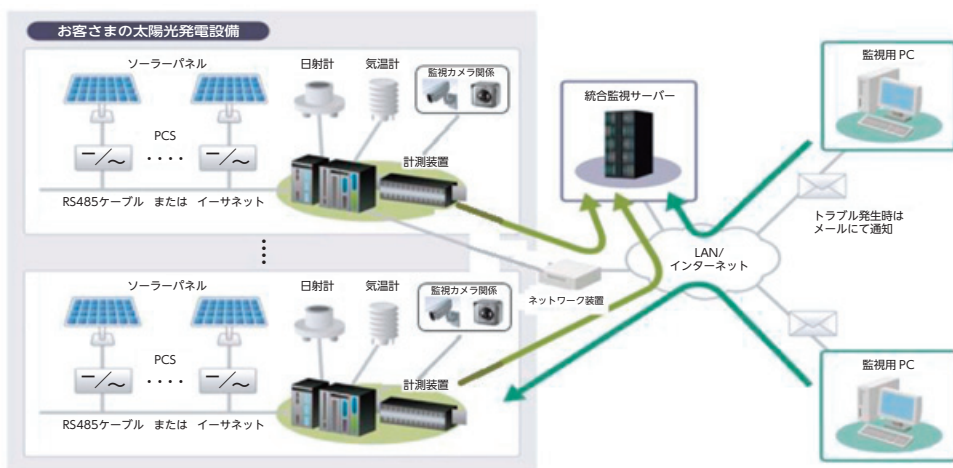 お客さまの太陽光発電設備
ソーラーパネル
日射計
気温計
監視カメラ関係
PCS
計測装置
RS485ケーブル または イーサネット
ソーラーパネル
日射計
気温計
監視カメラ関係
PCS
計測装置
RS485ケーブル または イーサネット
統合監視サーバー
ネットワーク装置
LAN/
インターネット
監視用 PC
トラブル発生時は
メールにて通知
監視用 PC